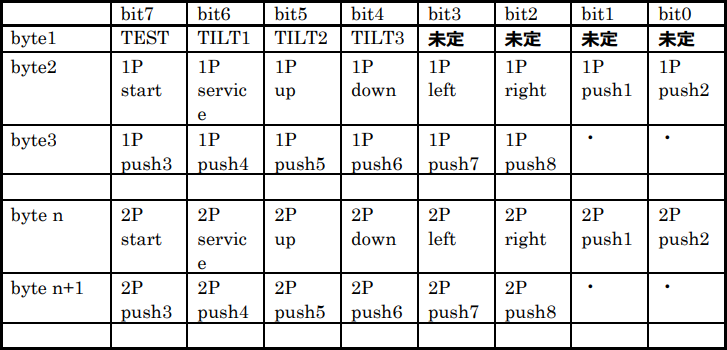 bit7 bit6 bit5 bit4 bit3 bit2 bit1 bit0
byte1 TEST TILT1 TILT2 TILT3 未定 未定 未定 未定
byte2 1P 1P 1P 1P 1P 1P 1P 1P
start servic up down left right push1 push2
e
byte3 1P 1P 1P 1P 1P 1P ・ ・
push3 push4 push5 push6 push7 push8
byte n 2P 2P 2P 2P 2P 2P 2P 2P
start servic up down left right push1 push2
e
byte n+1 2P 2P 2P 2P 2P 2P ・ ・
push3 push4 push5 push6 push7 push8